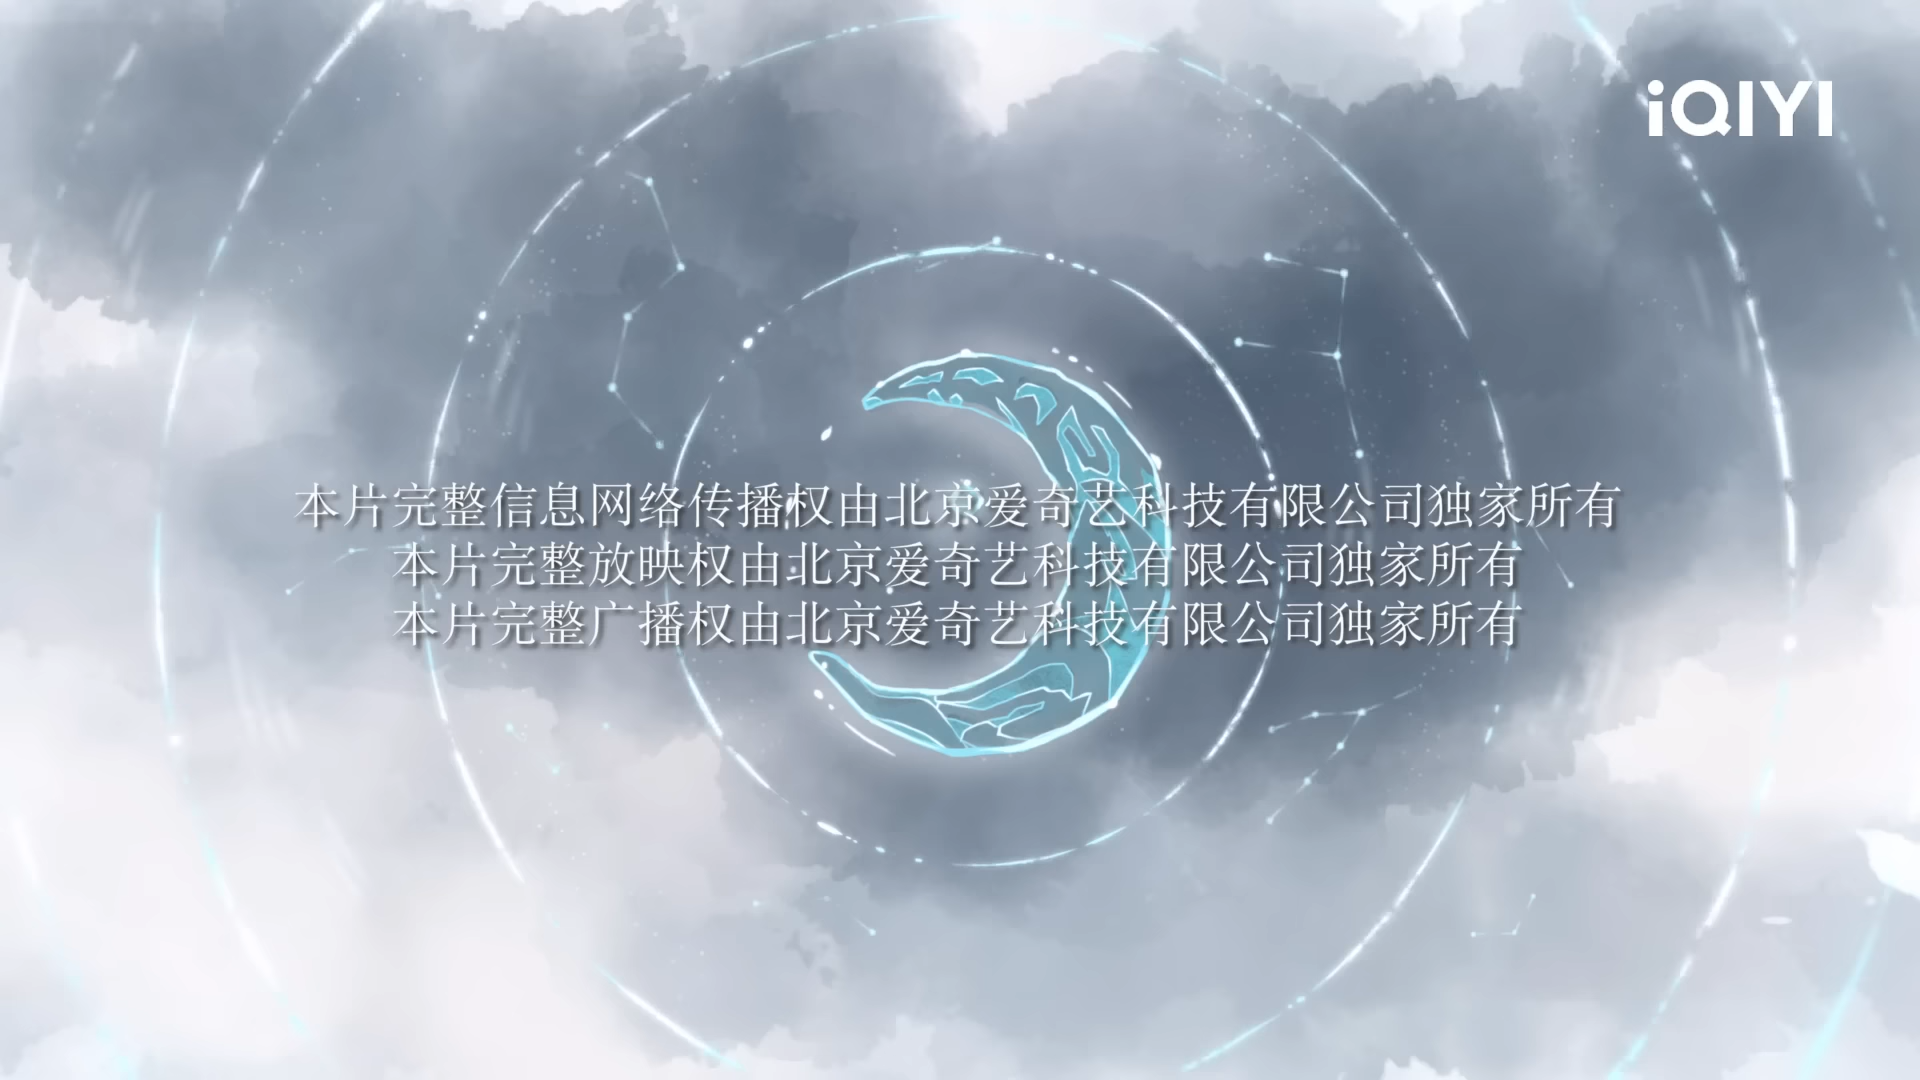 iQIYI
本片完整信息网络传播权由北京爱奇艺科技有限公司独家所有
本片完整放映权由北京爱奇艺科技有限公司独家所有
本片完整广播权由北京爱奇艺科技有限公司独家所有